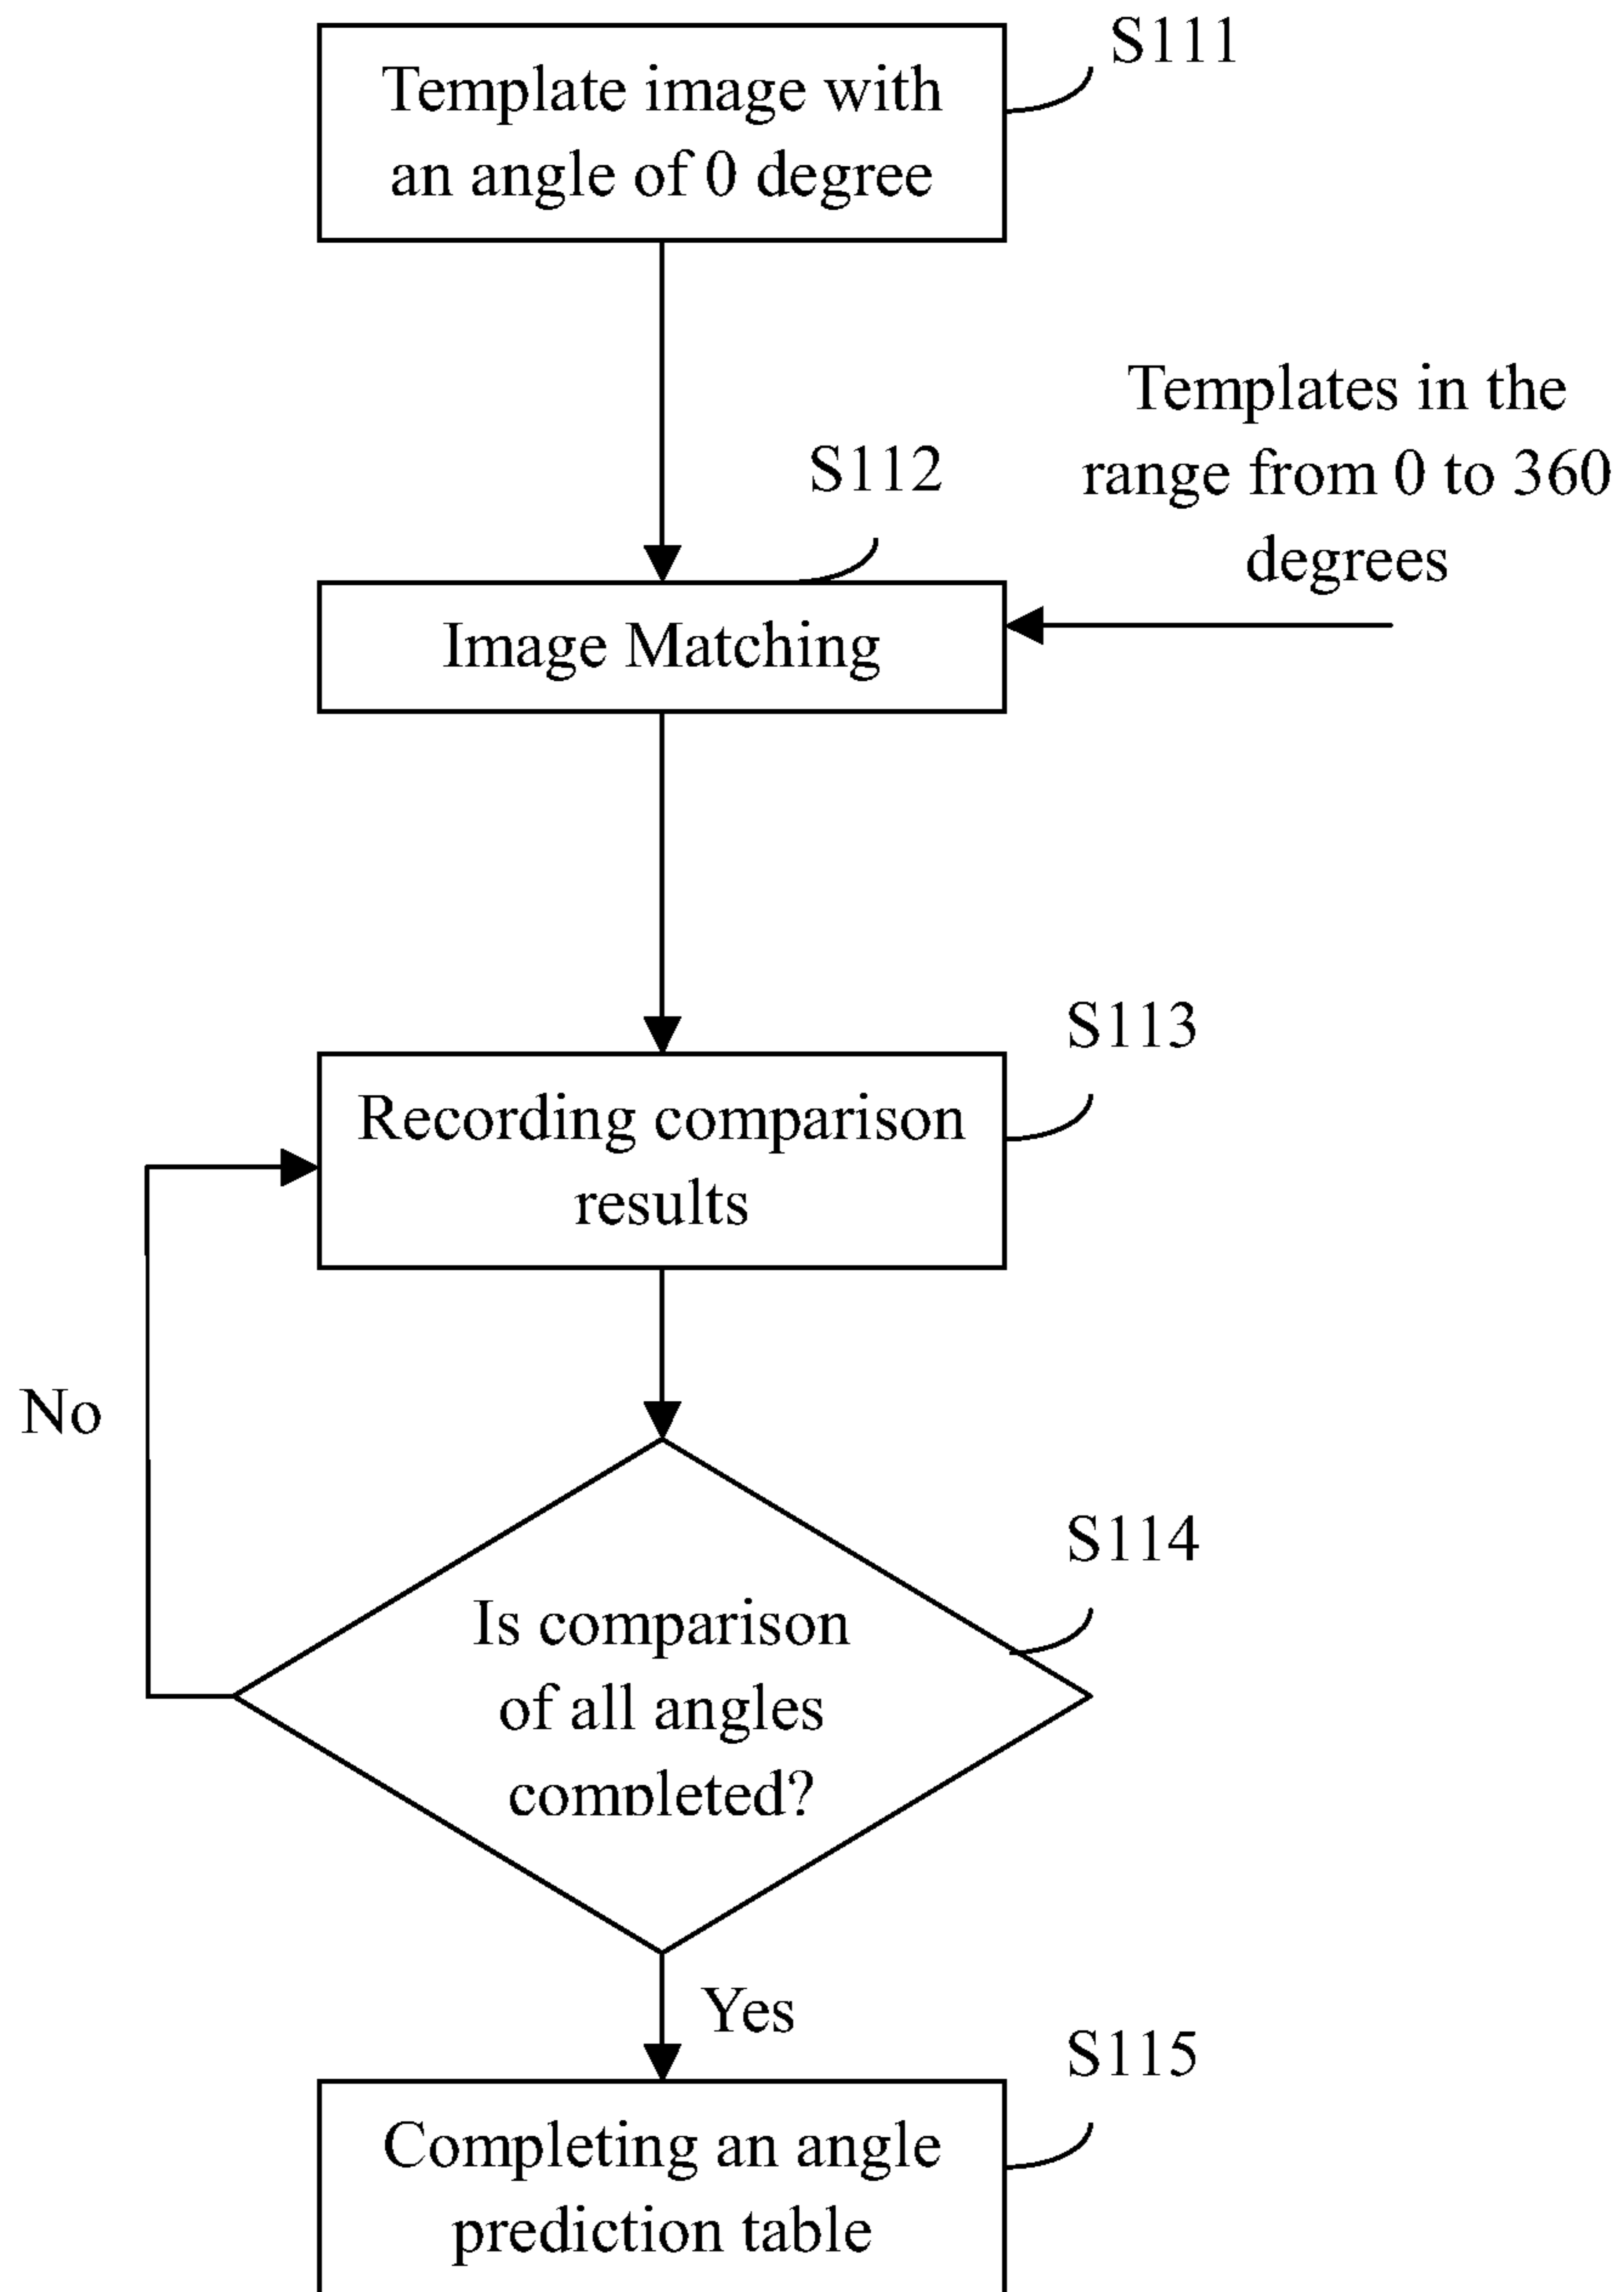 S111
Template image with
an angle of 0 degree
Templates in the
range from 0 to 360
degrees
S112
Image Matching
S113
Recording comparison
results
No
S114
Is comparison
of all angles
completed?
Yes
S115
Completing an angle
prediction table